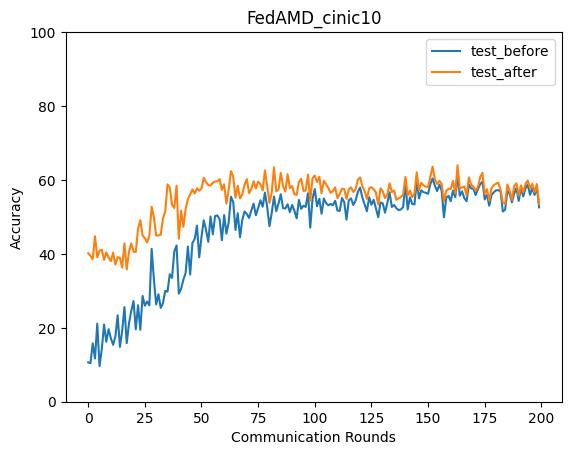 FedAMD_cinic10
100
80
60
40
20
0
Accuracy
test_before
test_after
0 25 50 75 100 125 150 175 200
Communication Rounds